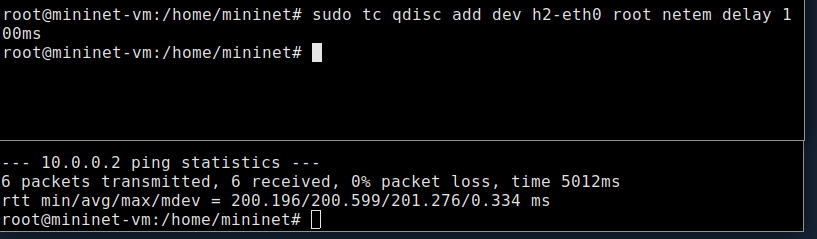 root@mininet-vm:/home/mininet# sudo tc qdisc add dev h2-eth0 root netem delay 1
00ms
root@mininet-vm:/home/mininet#
--- 10.0.0.2 ping statistics ---
6 packets transmitted, 6 received, 0% packet loss, time 5012ms
rtt min/avg/max/mdev = 200.196/200.599/201.276/0.334 ms
root@mininet-vm:/home/mininet#